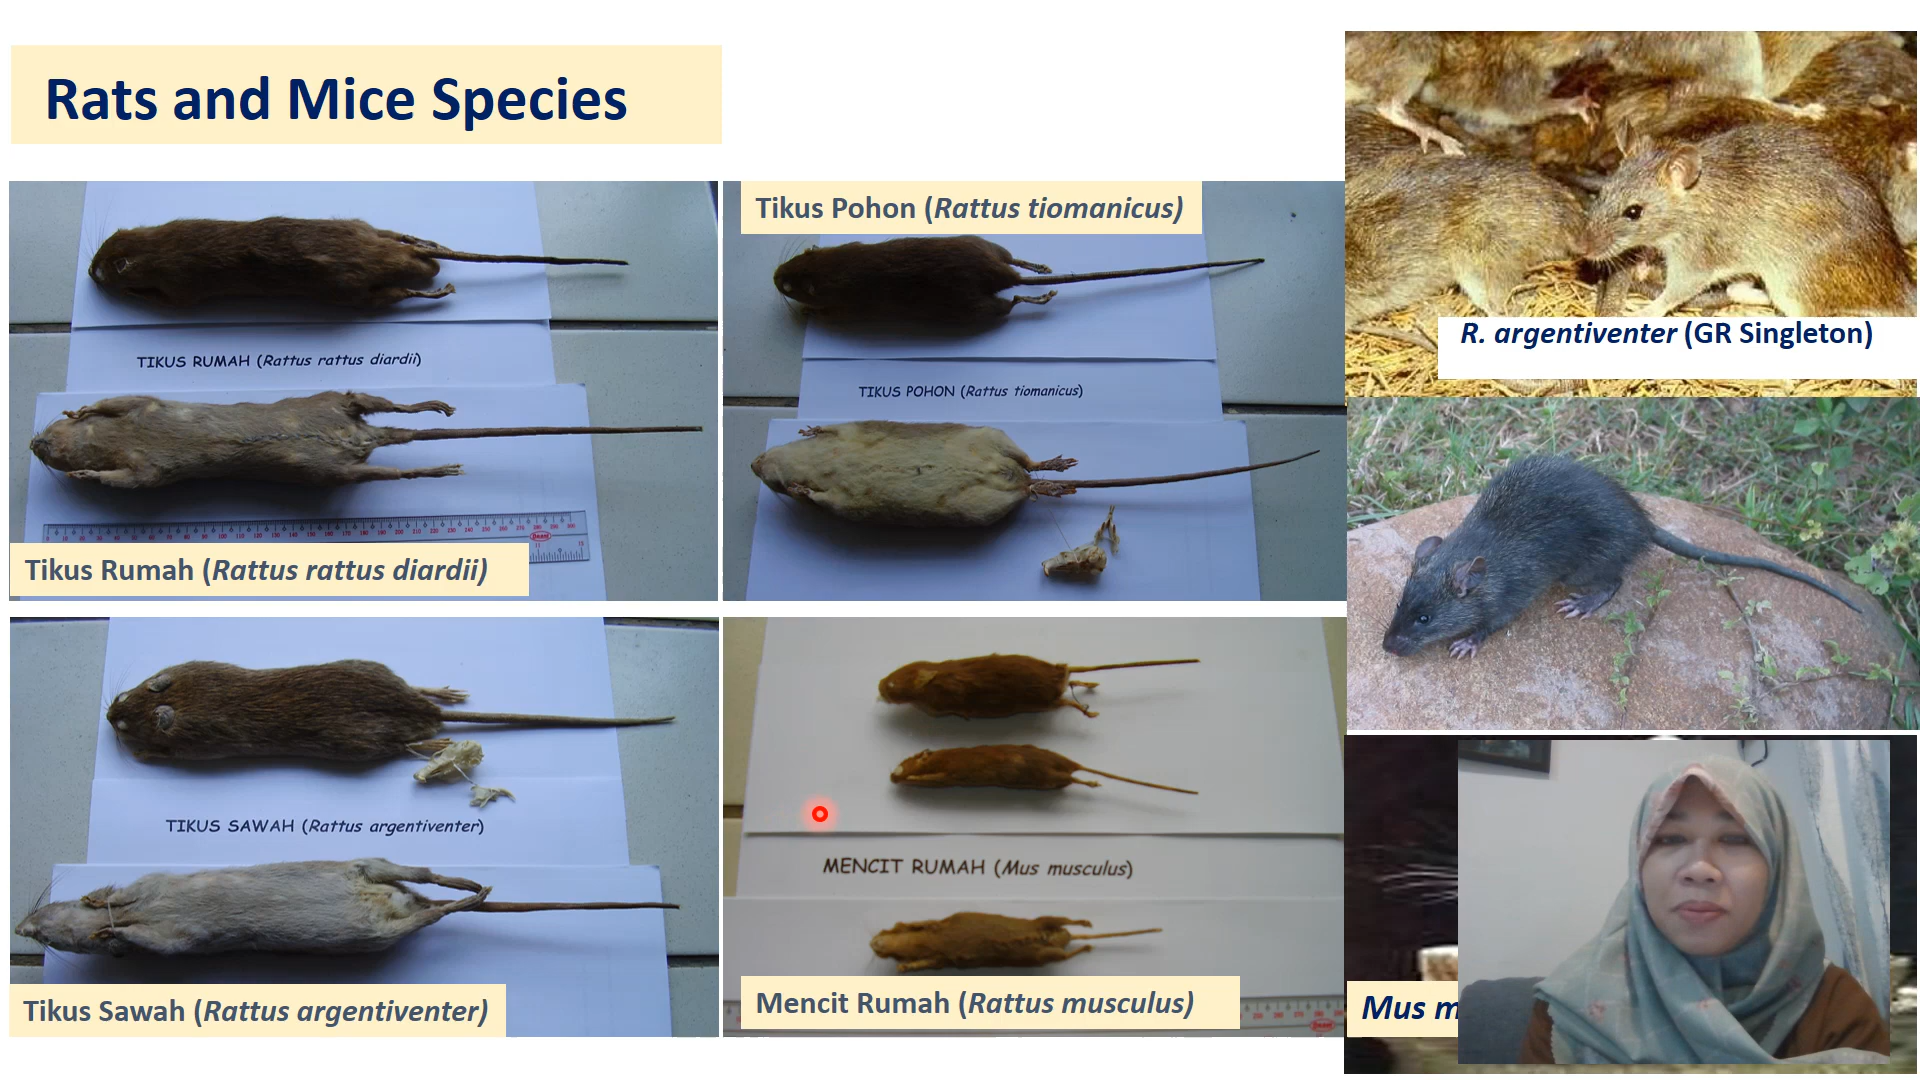 Rats and Mice Species
TIKUS RUMAH (Rattus rattus diardii)
Tikus Rumah (Rattus rattus diardii)
Tikus Pohon (Rattus tiomanicus)
TIKUS POHON (Rattus tiomanicus)
R. argentiventer (GR Singleton)
TIKUS SAWAH (Rattus argentiventer)
Tikus Sawah (Rattus argentiventer)
MENCIT RUMAH (Mus musculus)
Mencit Rumah (Rattus musculus)
Mus m